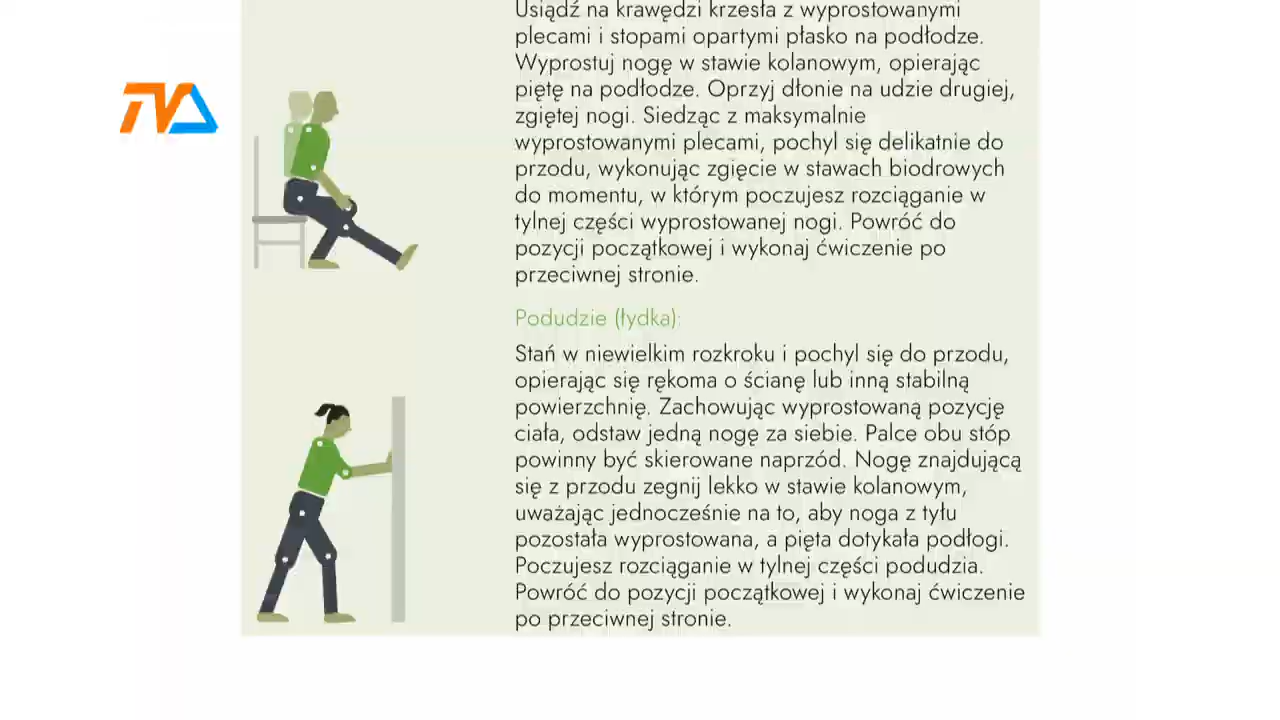 TVA
Usiądź na krawędzi krzesła z wyprostowanymi
plecami i stopami opartymi płasko na podłodze.
Wyprostuj nogę w stawie kolanowym, opierając
piętę na podłodze. Oprzyj dłonie na udzie drugiej,
zgiętej nogi. Siedząc z maksymalnie
wyprostowanymi plecami, pochyl się delikatnie do
przodu, wykonując zgięcie w stawach biodrowych
do momentu, w którym poczujesz rozciąganie w
tylnej części wyprostowanej nogi. Powróć do
pozycji początkowej i wykonaj ćwiczenie po
przeciwnej stronie.
Podudzie (łydka):
Stań w niewielkim rozkroku i pochyl się do przodu,
opierając się rękoma o ścianę lub inną stabilną
powierzchnię. Zachowując wyprostowaną pozycję
ciała, odstaw jedną nogę za siebie. Palce obu stóp
powinny być skierowane naprzód. Nogę znajdującą
się z przodu zegnij lekko w stawie kolanowym,
uważając jednocześnie na to, aby noga z tyłu
pozostała wyprostowana, a pięta dotykała podłogi.
Poczujesz rozciąganie w tylnej części podudzia.
Powróć do pozycji początkowej i wykonaj ćwiczenie
po przeciwnej stronie.